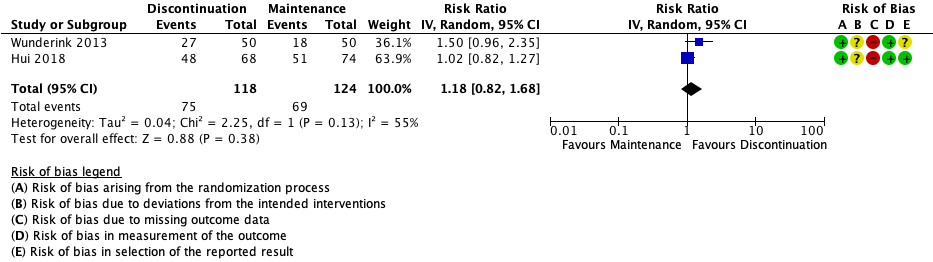 Discontinuation Maintenance Risk Ratio Risk Ratio Risk of Bias
Study or Subgroup Events Total Events Total Weight IV, Random, 95% CI IV, Random, 95% CI A B C D E
Wunderink 2013 27 50 18 50 36.1% 1.50 [0.96, 2.35] + ? − + ?
Hui 2018 48 68 51 74 63.9% 1.02 [0.82, 1.27] + ? − + +
Total (95% CI) 118 124 100.0% 1.18 [0.82, 1.68]
Total events 75 69
Heterogeneity: Tau² = 0.04; Chi² = 2.25, df = 1 (P = 0.13); I² = 55%
Test for overall effect: Z = 0.88 (P = 0.38)
0.01 0.1 1 10 100
Favours Maintenance Favours Discontinuation
Risk of bias legend
(A) Risk of bias arising from the randomization process
(B) Risk of bias due to deviations from the intended interventions
(C) Risk of bias due to missing outcome data
(D) Risk of bias in measurement of the outcome
(E) Risk of bias in selection of the reported result